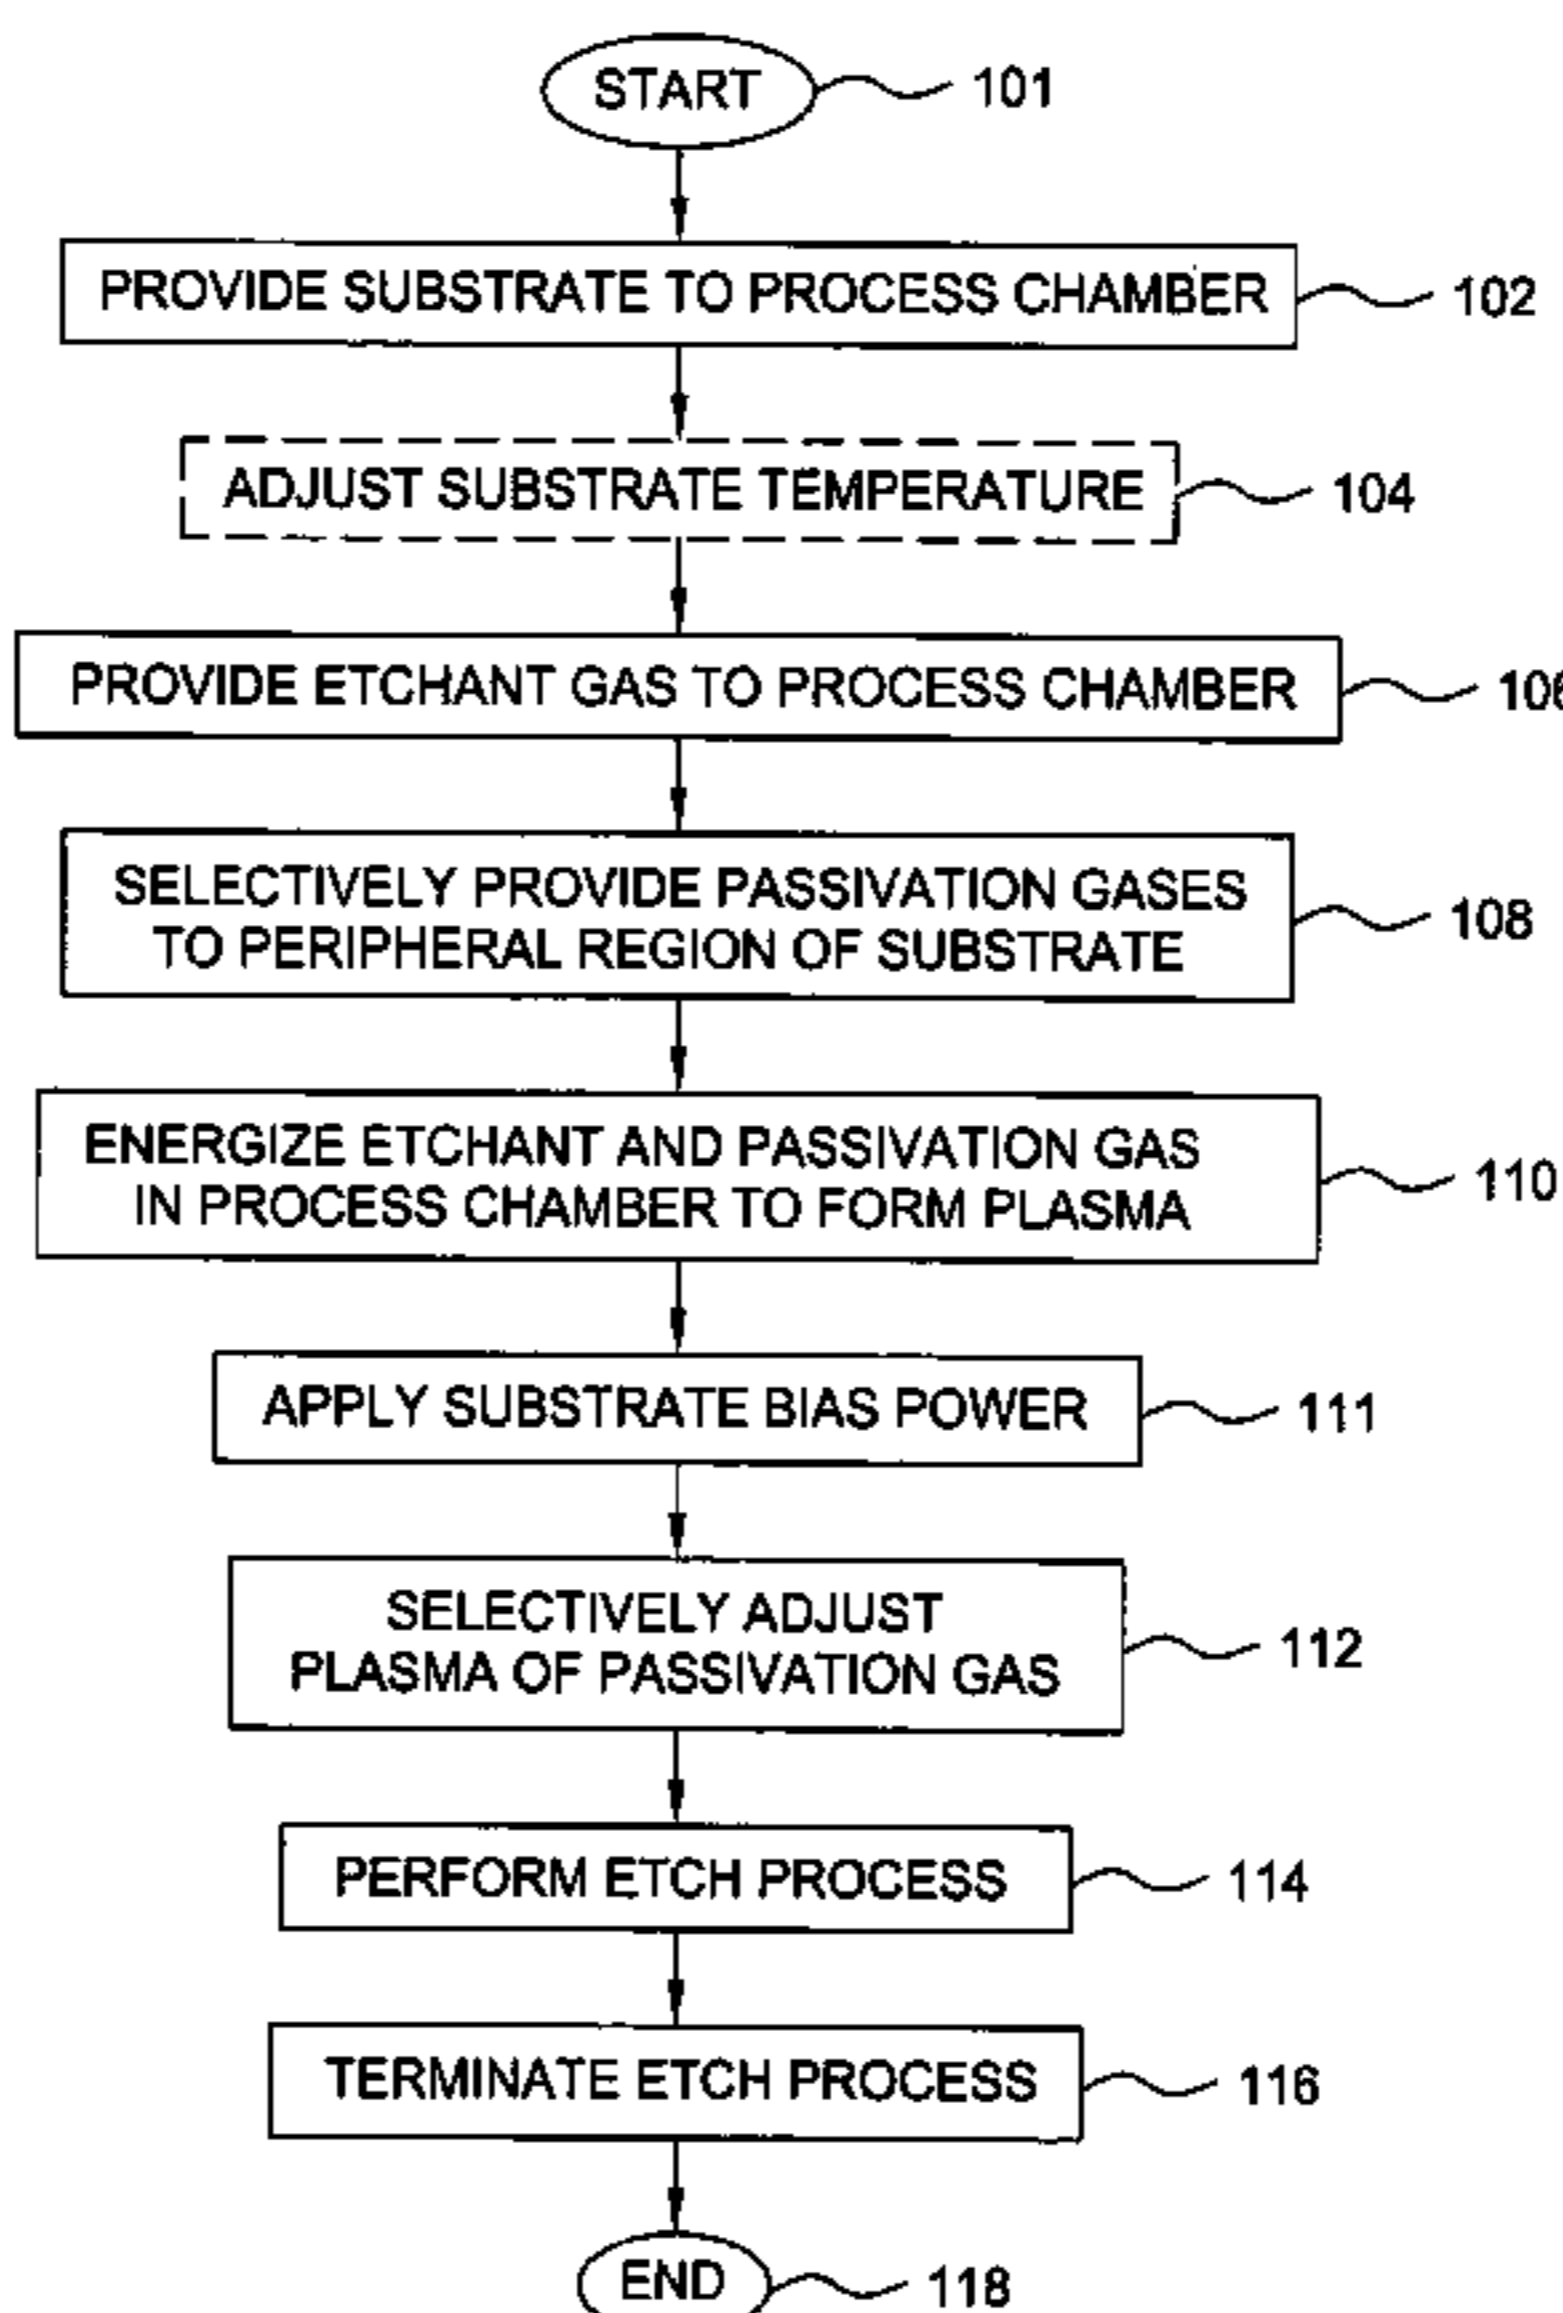 START 101
PROVIDE SUBSTRATE TO PROCESS CHAMBER 102
ADJUST SUBSTRATE TEMPERATURE 104
PROVIDE ETCHANT GAS TO PROCESS CHAMBER 106
SELECTIVELY PROVIDE PASSIVATION GASES 108
TO PERIPHERAL REGION OF SUBSTRATE
ENERGIZE ETCHANT AND PASSIVATION GAS 110
IN PROCESS CHAMBER TO FORM PLASMA
APPLY SUBSTRATE BIAS POWER 111
SELECTIVELY ADJUST 112
PLASMA OF PASSIVATION GAS
PERFORM ETCH PROCESS 114
TERMINATE ETCH PROCESS 116
END 118